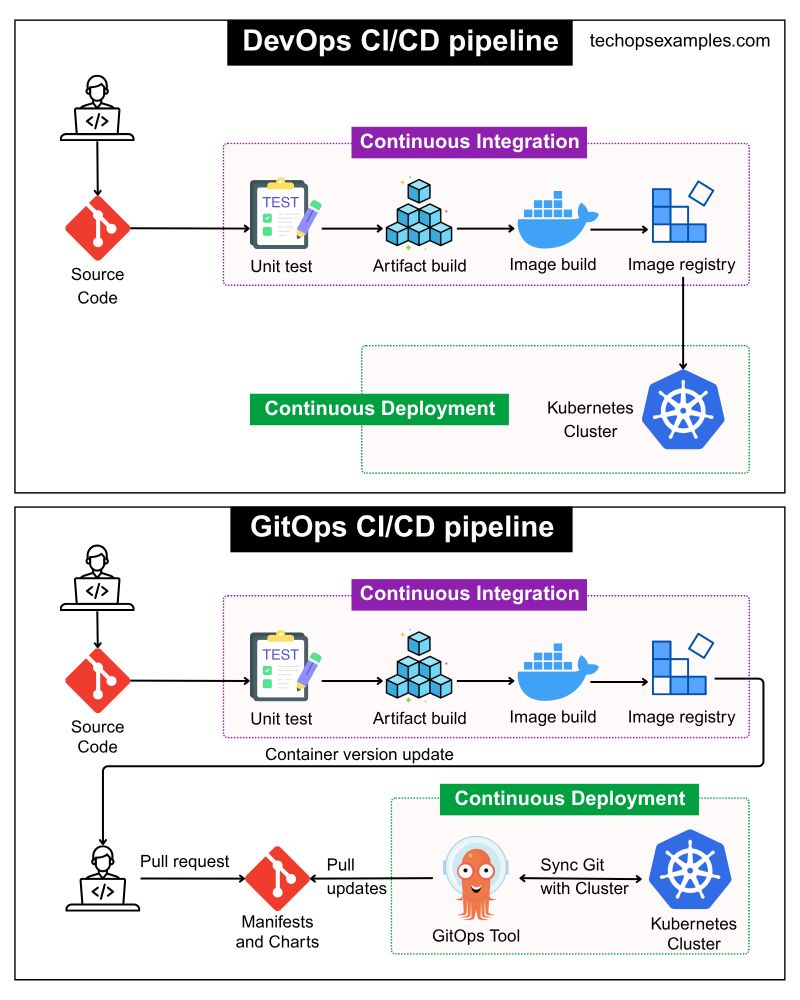 DevOps CI/CD pipeline
techopsexamples.com
</>
Continuous Integration
TEST
Source
Code
Unit test
Artifact build
Image build
Image registry
Continuous Deployment
Kubernetes
Cluster
GitOps CI/CD pipeline
</>
Continuous Integration
TEST
Source
Code
Unit test
Artifact build
Image build
Image registry
Container version update
Continuous Deployment
</>
Pull request
Manifests
and Charts
Pull
updates
GitOps Tool
Sync Git
with Cluster
Kubernetes
Cluster